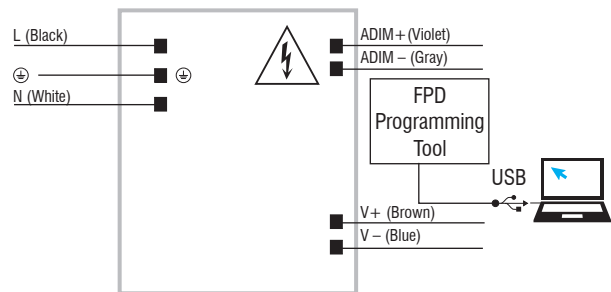 L (Black)
N (White)
ADIM+(Violet)
ADIM – (Gray)
FPD
Programming
Tool
USB
V+ (Brown)
V – (Blue)